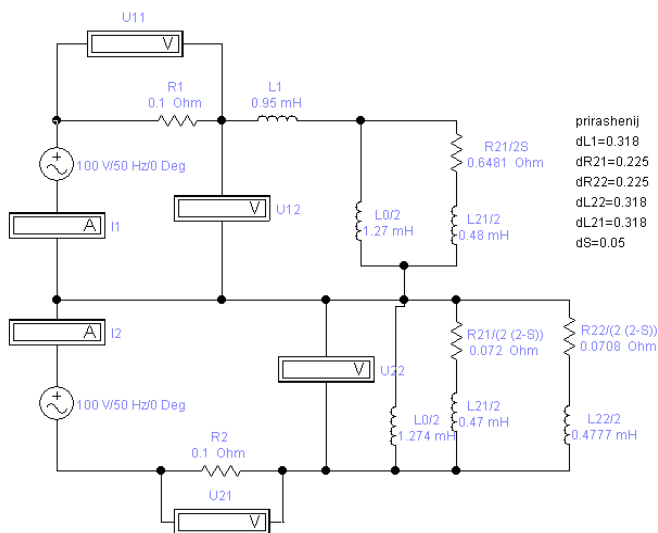 U11
V
R1
0.1 Ohm
L1
0.95 mH
prirashenij
dL1=0.318
dR21=0.225
dR22=0.225
dL22=0.318
dL21=0.318
dS=0.05
100 V/50 Hz/0 Deg
R21/2S
0.6481 Ohm
V
U12
A
I1
L0/2
1.27 mH
L21/2
0.48 mH
A
I2
R21/(2 (2-S))
0.072 Ohm
R22/(2 (2-S))
0.0708 Ohm
V
U22
100 V/50 Hz/0 Deg
L0/2
1.274 mH
L21/2
0.47 mH
L22/2
0.4777 mH
R2
0.1 Ohm
U21
V